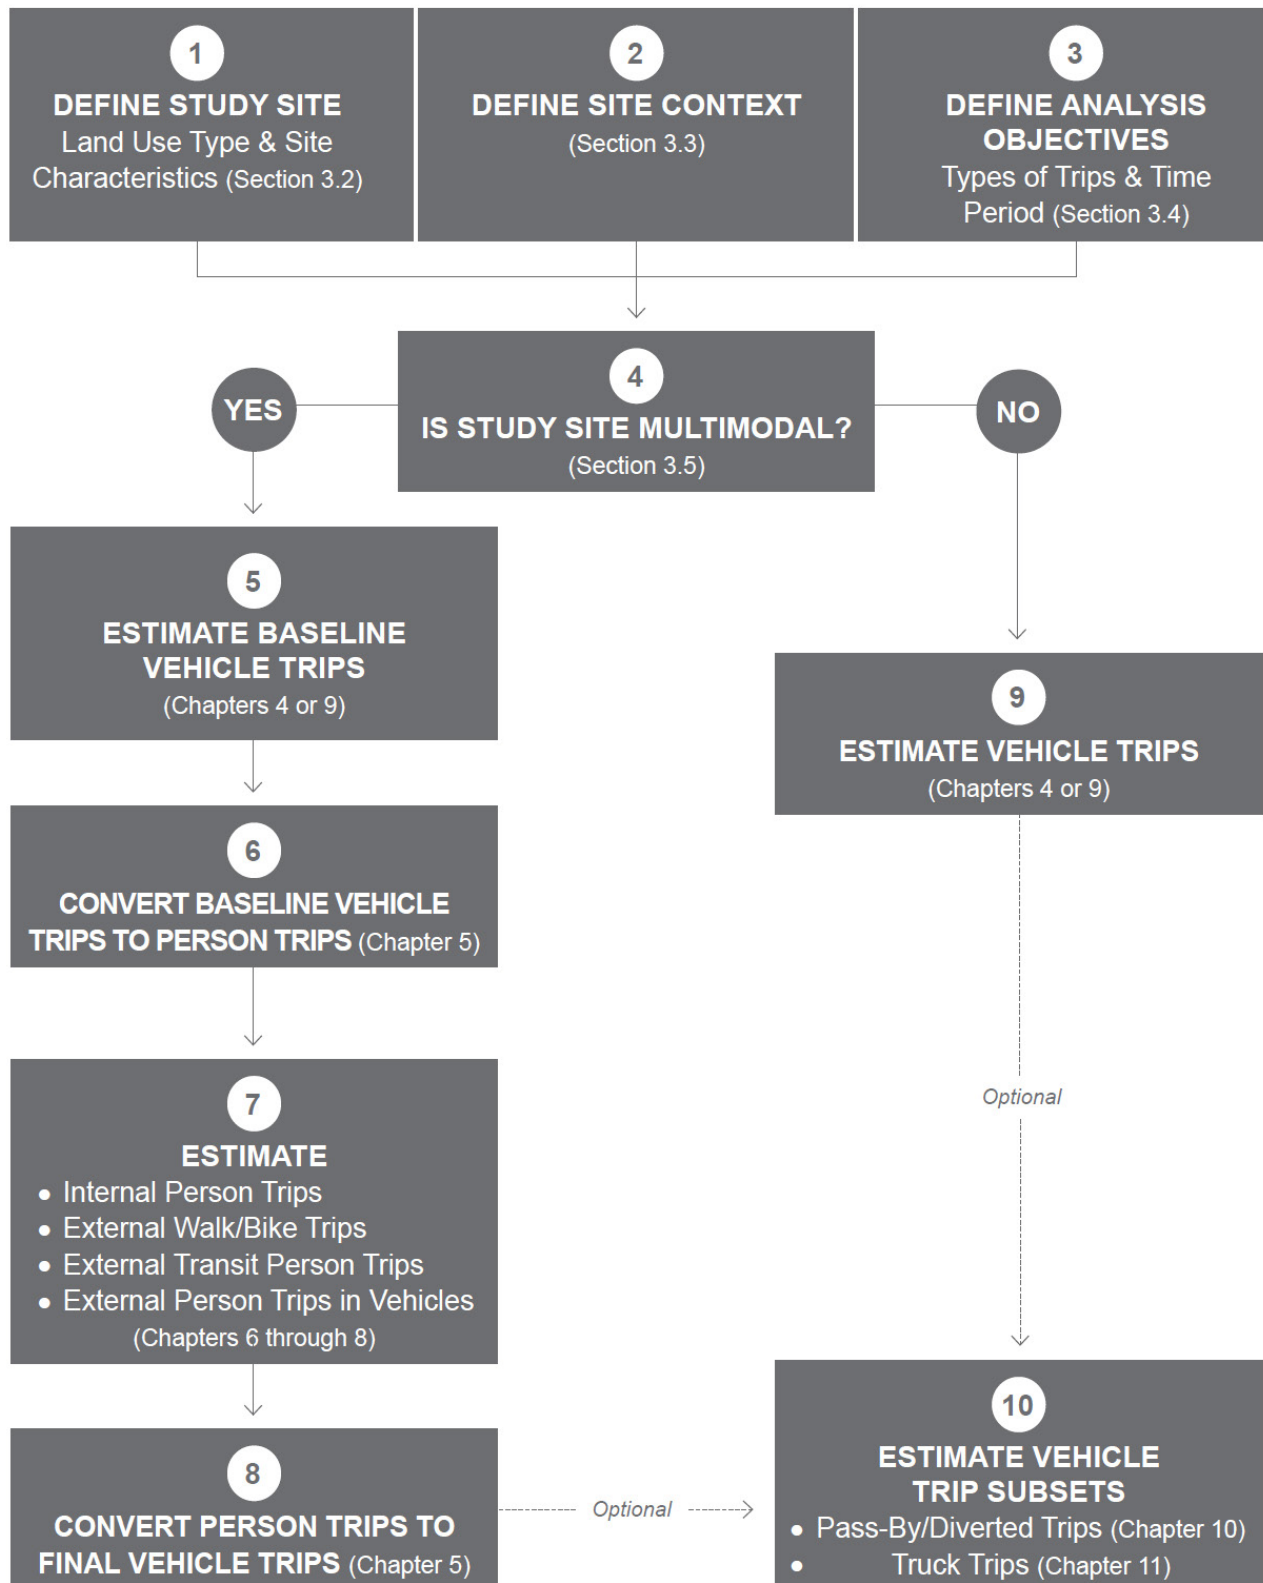 1
DEFINE STUDY SITE
Land Use Type & Site
Characteristics (Section 3.2)
2
DEFINE SITE CONTEXT
(Section 3.3)
3
DEFINE ANALYSIS
OBJECTIVES
Types of Trips & Time
Period (Section 3.4)
4
IS STUDY SITE MULTIMODAL?
(Section 3.5)
YES
NO
5
ESTIMATE BASELINE
VEHICLE TRIPS
(Chapters 4 or 9)
6
CONVERT BASELINE VEHICLE
TRIPS TO PERSON TRIPS (Chapter 5)
7
ESTIMATE
• Internal Person Trips
• External Walk/Bike Trips
• External Transit Person Trips
• External Person Trips in Vehicles
(Chapters 6 through 8)
8
CONVERT PERSON TRIPS TO
FINAL VEHICLE TRIPS (Chapter 5)
Optional
9
ESTIMATE VEHICLE TRIPS
(Chapters 4 or 9)
Optional
10
ESTIMATE VEHICLE
TRIP SUBSETS
• Pass-By/Diverted Trips (Chapter 10)
• Truck Trips (Chapter 11)